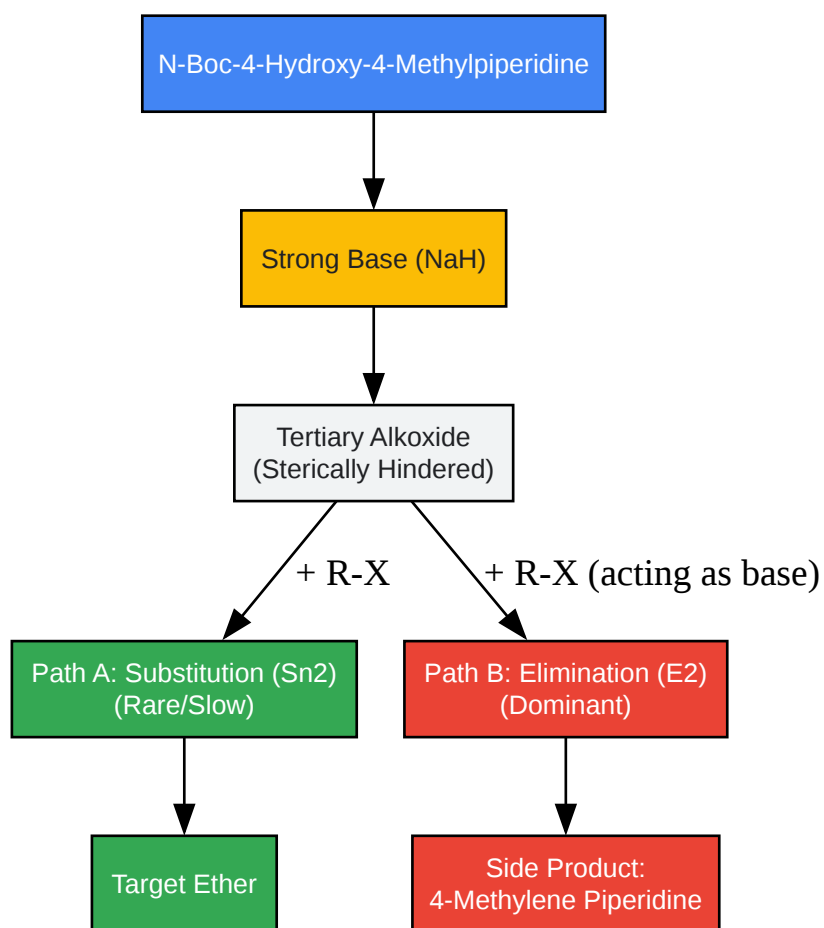 N-Boc-4-Hydroxy-4-Methylpiperidine
Strong Base (NaH)
Tertiary Alkoxide
(Sterically Hindered)
+ R-X
+ R-X (acting as base)
Path A: Substitution (Sn2)
(Rare/Slow)
Path B: Elimination (E2)
(Dominant)
Target Ether
Side Product:
4-Methylene Piperidine